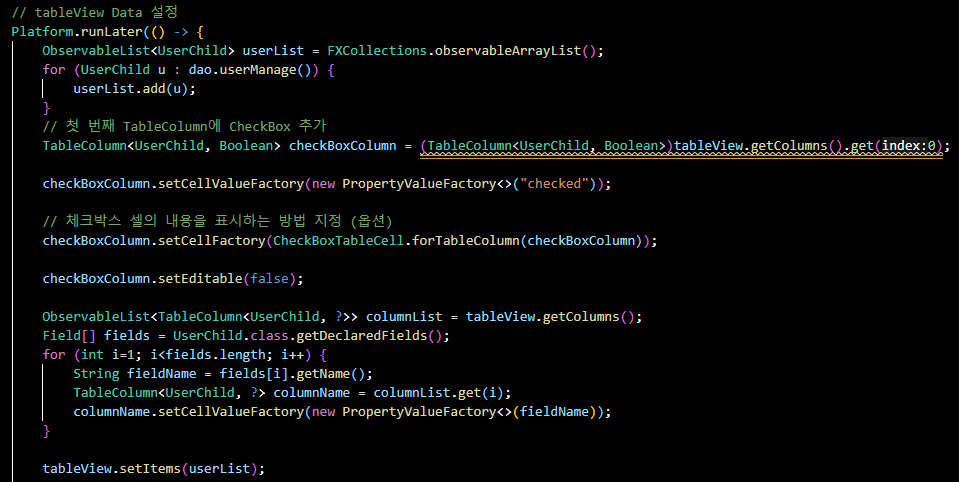 // tableView Data 설정
Platform.runLater(() -> {
ObservableList<UserChild> userList = FXCollections.observableArrayList();
for (UserChild u : dao.userManage()) {
userList.add(u);
}
// 첫 번째 TableColumn에 CheckBox 추가
TableColumn<UserChild, Boolean> checkBoxColumn = (TableColumn<UserChild, Boolean>)tableView.getColumns().get(index:0);
checkBoxColumn.setCellValueFactory(new PropertyValueFactory<>("checked"));
// 체크박스 셀의 내용을 표시하는 방법 지정 (옵션)
checkBoxColumn.setCellFactory(CheckBoxTableCell.forTableColumn(checkBoxColumn));
checkBoxColumn.setEditable(false);
ObservableList<TableColumn<UserChild, ?>> columnList = tableView.getColumns();
Field[] fields = UserChild.class.getDeclaredFields();
for (int i=1; i<fields.length; i++) {
String fieldName = fields[i].getName();
TableColumn<UserChild, ?> columnName = columnList.get(i);
columnName.setCellValueFactory(new PropertyValueFactory<>(fieldName));
}
tableView.setItems(userList);